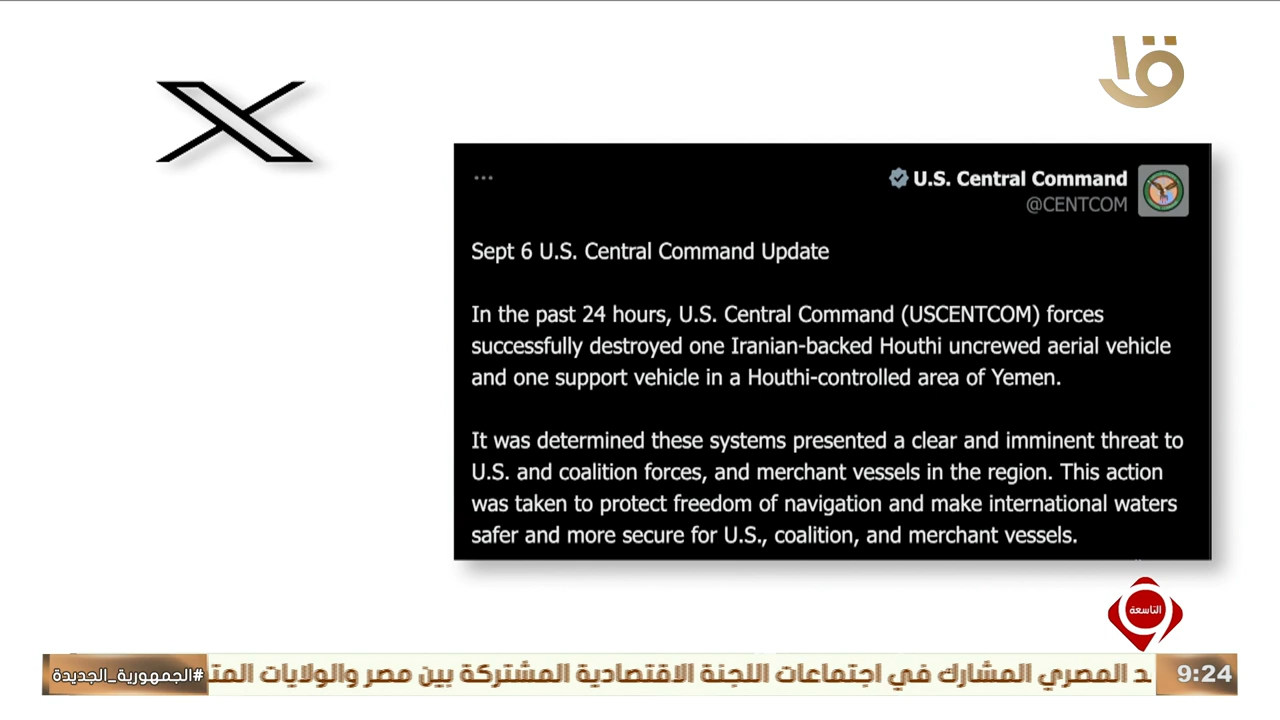 U.S. Central Command
@CENTCOM
Sept 6 U.S. Central Command Update
In the past 24 hours, U.S. Central Command (USCENTCOM) forces
successfully destroyed one Iranian-backed Houthi uncrewed aerial vehicle
and one support vehicle in a Houthi-controlled area of Yemen.
It was determined these systems presented a clear and imminent threat to
U.S. and coalition forces, and merchant vessels in the region. This action
was taken to protect freedom of navigation and make international waters
safer and more secure for U.S., coalition, and merchant vessels.
التاسعة
9:24
المصري المشارك في اجتماعات اللجنة الاقتصادية المشتركة بين مصر والولايات
#الجمهورية_الجديدة